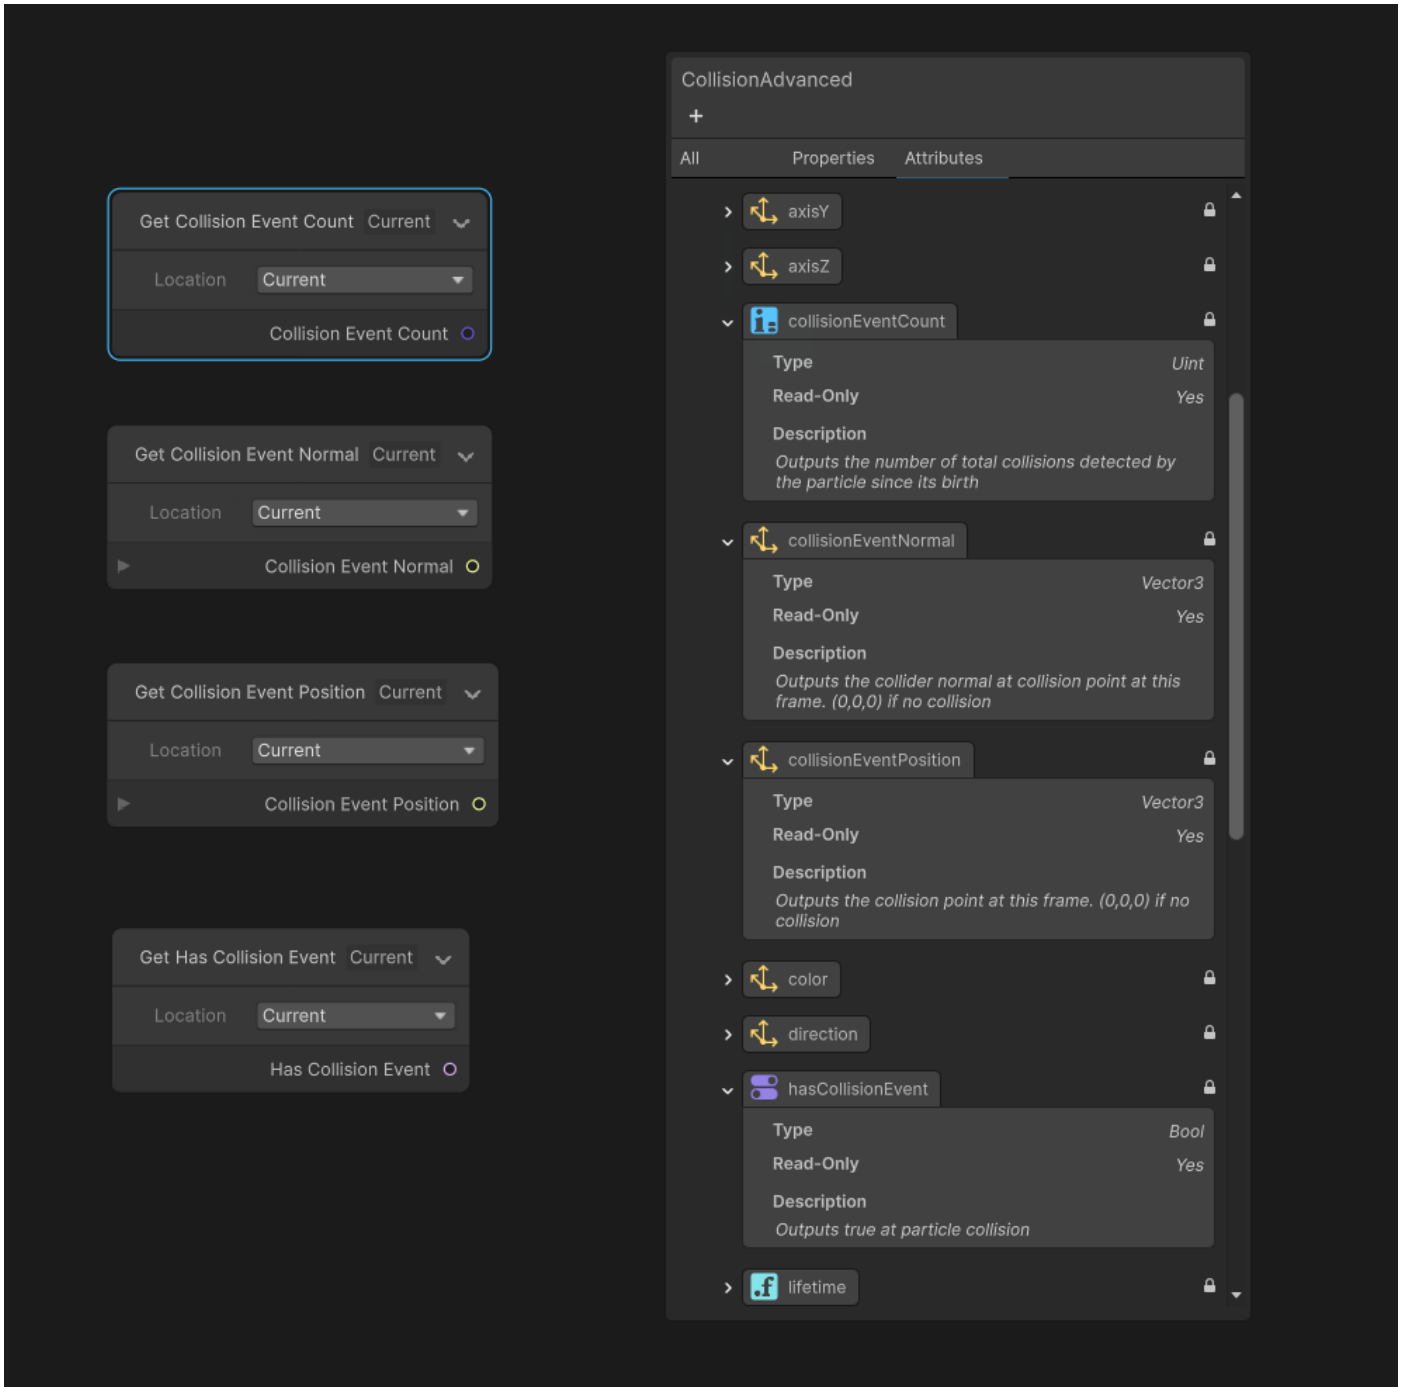 Get Collision Event Count Current
Location Current
Collision Event Count
Get Collision Event Normal Current
Location Current
Collision Event Normal
Get Collision Event Position Current
Location Current
Collision Event Position
Get Has Collision Event Current
Location Current
Has Collision Event
CollisionAdvanced
+
All Properties Attributes
axisY
axisZ
collisionEventCount
Type Uint
Read-Only Yes
Description
Outputs the number of total collisions detected by
the particle since its birth
collisionEventNormal
Type Vector3
Read-Only Yes
Description
Outputs the collider normal at collision point at this
frame. (0,0,0) if no collision
collisionEventPosition
Type Vector3
Read-Only Yes
Description
Outputs the collision point at this frame. (0,0,0) if no
collision
color
direction
hasCollisionEvent
Type Bool
Read-Only Yes
Description
Outputs true at particle collision
.f lifetime